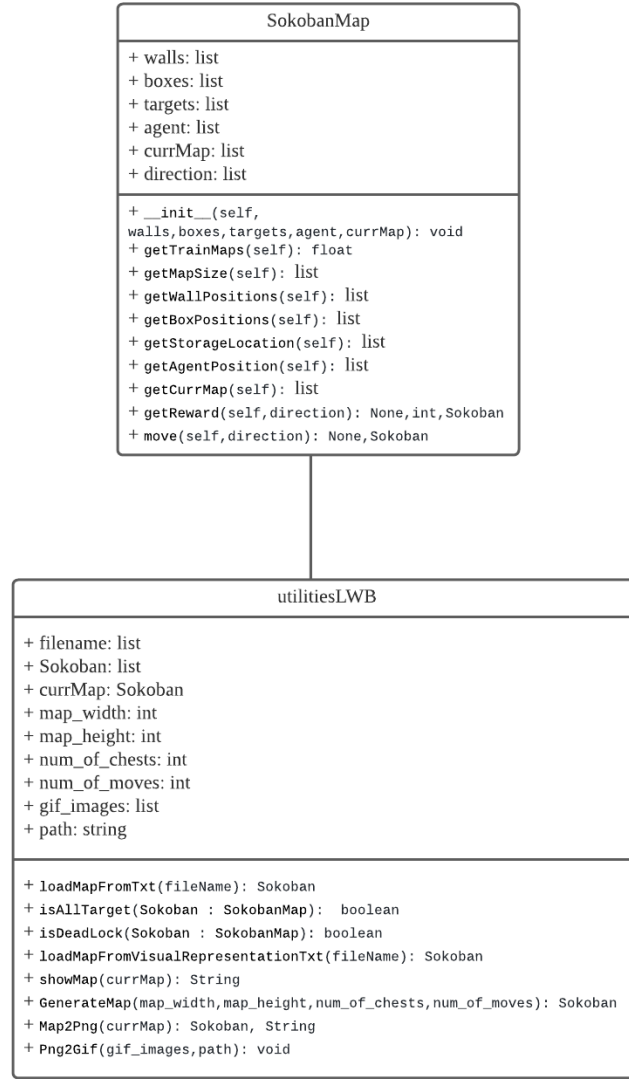 SokobanMap
+ walls: list
+ boxes: list
+ targets: list
+ agent: list
+ currMap: list
+ direction: list
+ __init__(self,
walls,boxes,targets,agent,currMap): void
+ getTrainMaps(self): float
+ getMapSize(self): list
+ getWallPositions(self): list
+ getBoxPositions(self): list
+ getStorageLocation(self): list
+ getAgentPosition(self): list
+ getCurrMap(self): list
+ getReward(self,direction): None,int,Sokoban
+ move(self,direction): None,Sokoban
utilitiesLWB
+ filename: list
+ Sokoban: list
+ currMap: Sokoban
+ map_width: int
+ map_height: int
+ num_of_chests: int
+ num_of_moves: int
+ gif_images: list
+ path: string
+ loadMapFromTxt(fileName): Sokoban
+ isAllTarget(Sokoban : SokobanMap): boolean
+ isDeadLock(Sokoban : SokobanMap): boolean
+ loadMapFromVisualRepresentationTxt(fileName): Sokoban
+ showMap(currMap): String
+ GenerateMap(map_width,map_height,num_of_chests,num_of_moves): Sokoban
+ Map2Png(currMap): Sokoban, String
+ Png2Gif(gif_images,path): void